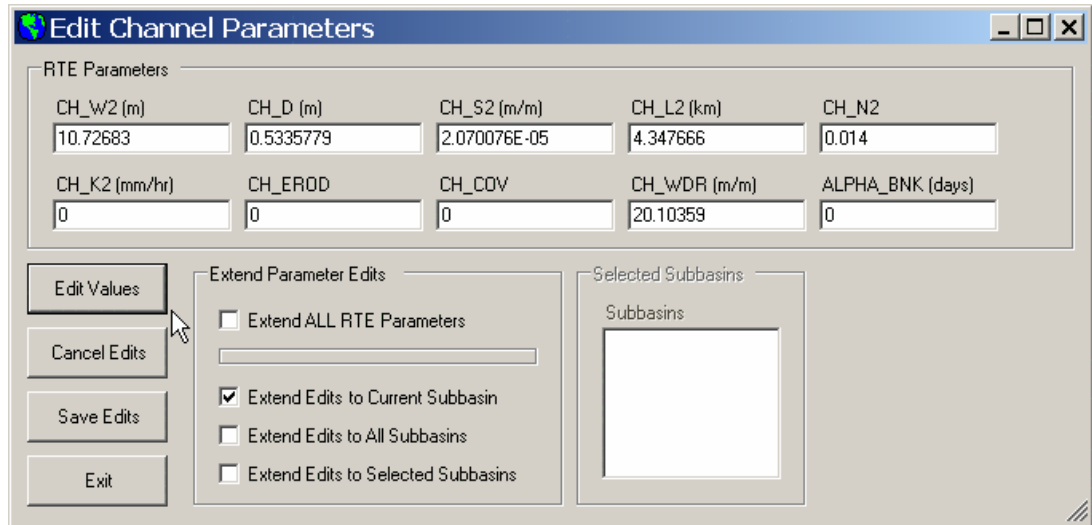 Edit Channel Parameters
RTE Parameters
CH_W2 (m) CH_D (m) CH_S2 (m/m) CH_L2 (km) CH_N2
10.72683 0.5335779 2.070076E-05 4.347666 0.014
CH_K2 (mm/hr) CH_EROD CH_COV CH_WDR (m/m) ALPHA_BNK (days)
0 0 0 20.10359 0
Edit Values
Cancel Edits
Save Edits
Exit
Extend Parameter Edits
Extend ALL RTE Parameters
Extend Edits to Current Subbasin
Extend Edits to All Subbasins
Extend Edits to Selected Subbasins
Selected Subbasins
Subbasins